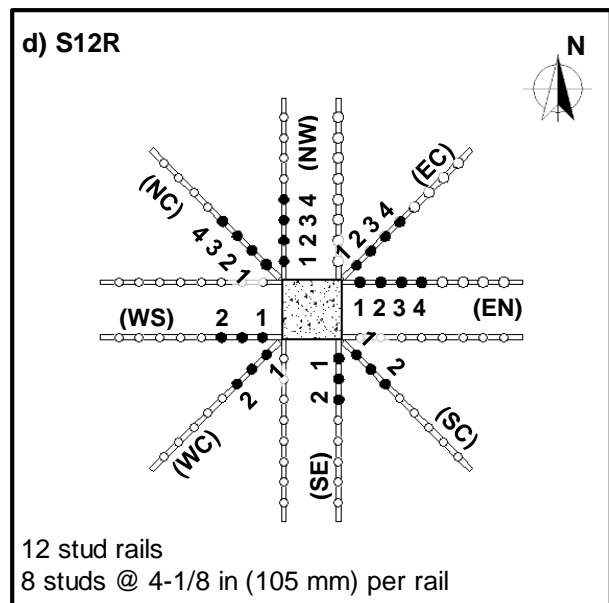 d) S12R
N
(NW)
(EC)
(NC)
4 3 2 1
1 2 3 4
1 2 3 4
(WS)
2 1
1 2 3 4
(EN)
2 1
2 1
1 2
(WC)
(SE)
(SC)
12 stud rails
8 studs @ 4-1/8 in (105 mm) per rail